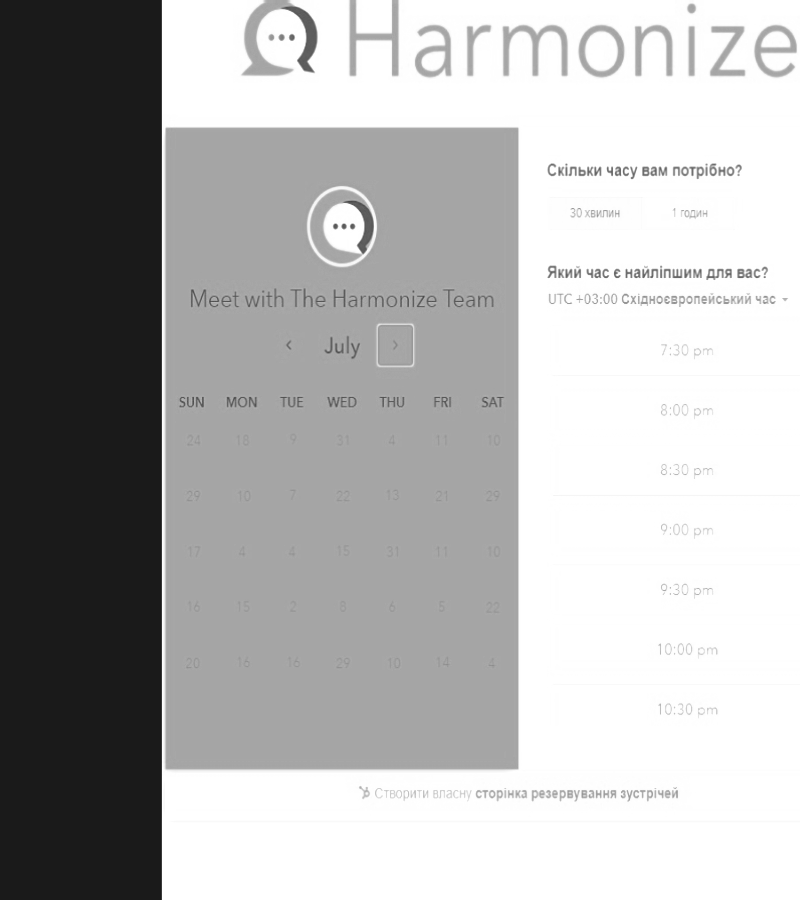 Harmonize
Meet with The Harmonize Team
July
SUN MON TUE WED THU FRI SAT
24 18 9 31 4 11 10
29 10 7 22 13 21 29
17 4 4 15 31 11 10
16 15 2 8 6 5 22
20 16 16 29 10 14 4
Скільки часу вам потрібно?
30 хвилин 1 годин
Який час є найліпшим для вас?
UTC +03:00 Східноєвропейський час
7:30 pm
8:00 pm
8:30 pm
9:00 pm
9:30 pm
10:00 pm
10:30 pm
Створити власну сторінка резервування зустрічей